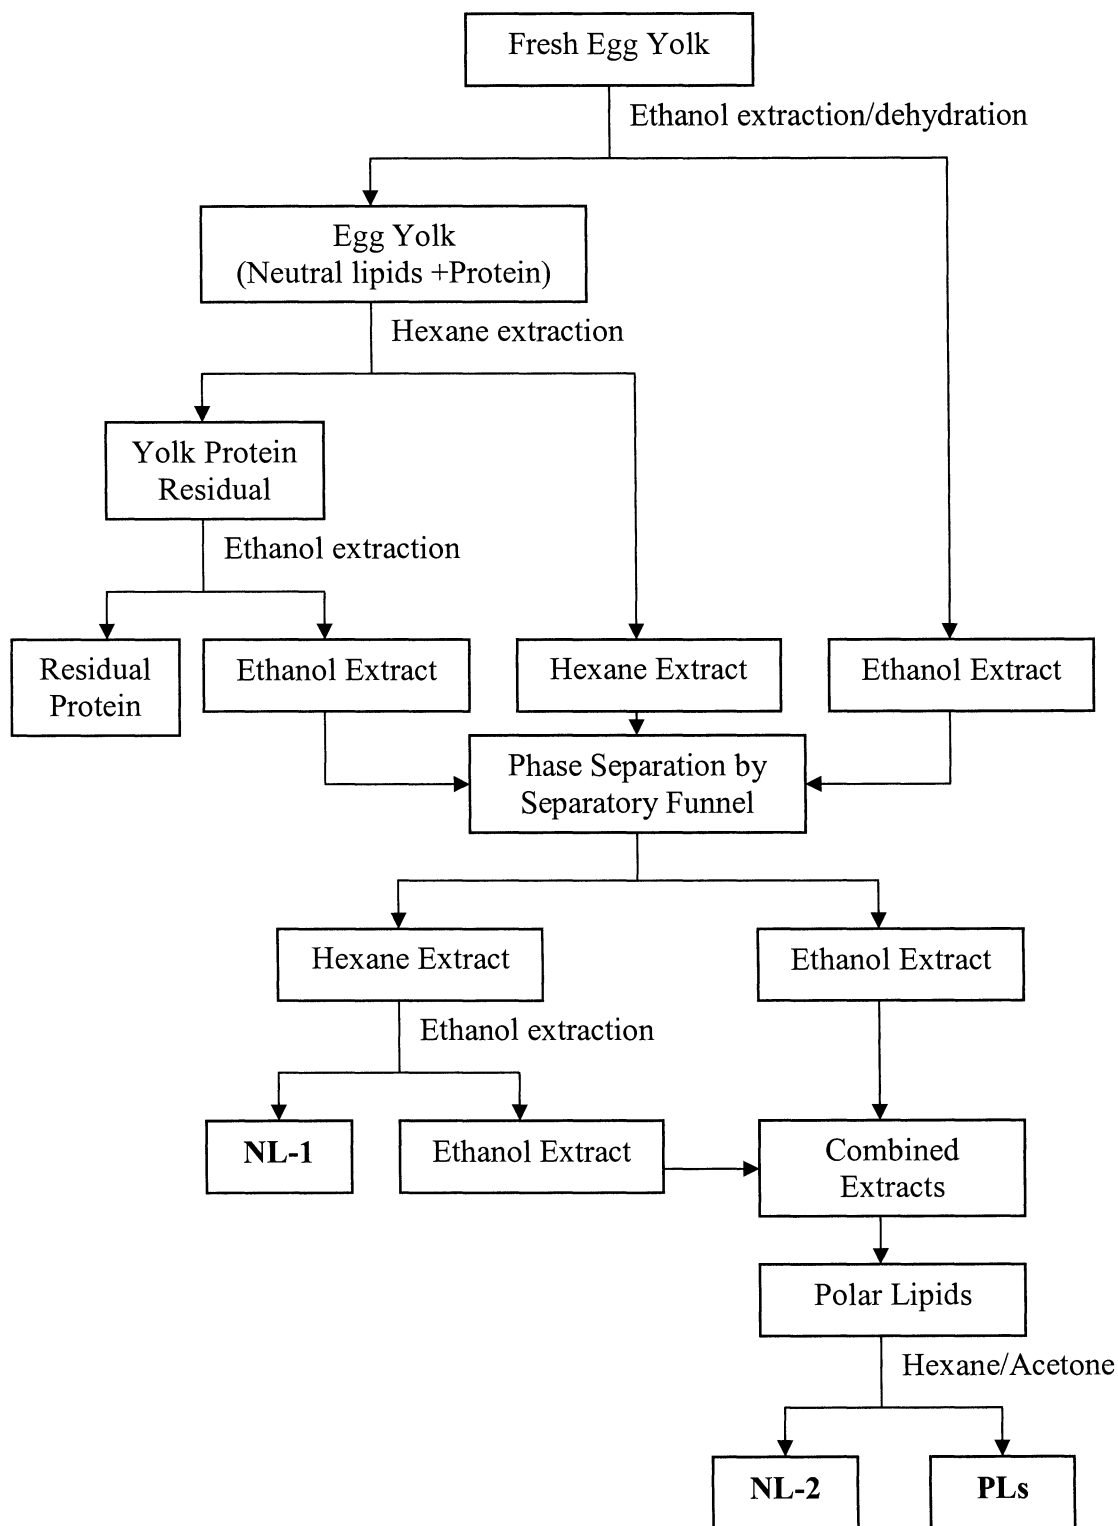 Fresh Egg Yolk
Ethanol extraction/dehydration
Egg Yolk
(Neutral lipids +Protein)
Hexane extraction
Yolk Protein
Residual
Ethanol extraction
Residual
Protein
Ethanol Extract
Hexane Extract
Ethanol Extract
Phase Separation by
Separatory Funnel
Hexane Extract
Ethanol Extract
Ethanol extraction
NL-1
Ethanol Extract
Combined
Extracts
Polar Lipids
Hexane/Acetone
NL-2
PLs